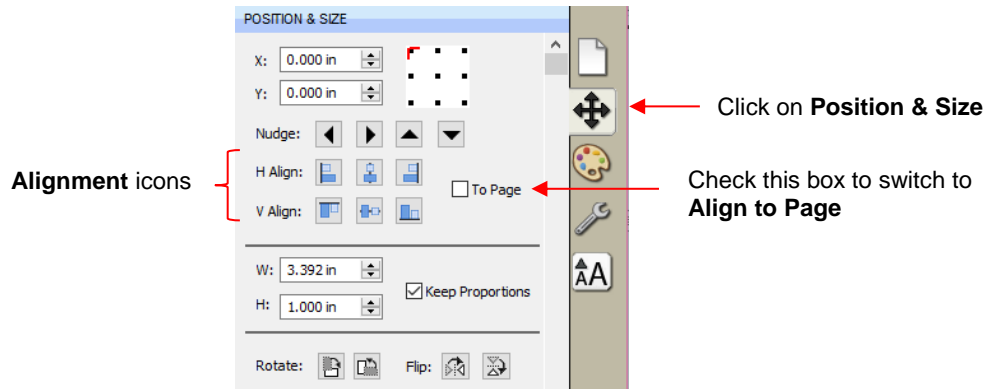 POSITION & SIZE
X: 0.000 in
Y: 0.000 in
Click on Position & Size
Nudge:
Alignment icons
H Align:
To Page
Check this box to switch to
Align to Page
V Align:
AA
W: 3.392 in
Keep Proportions
H: 1.000 in
Rotate:
Flip: